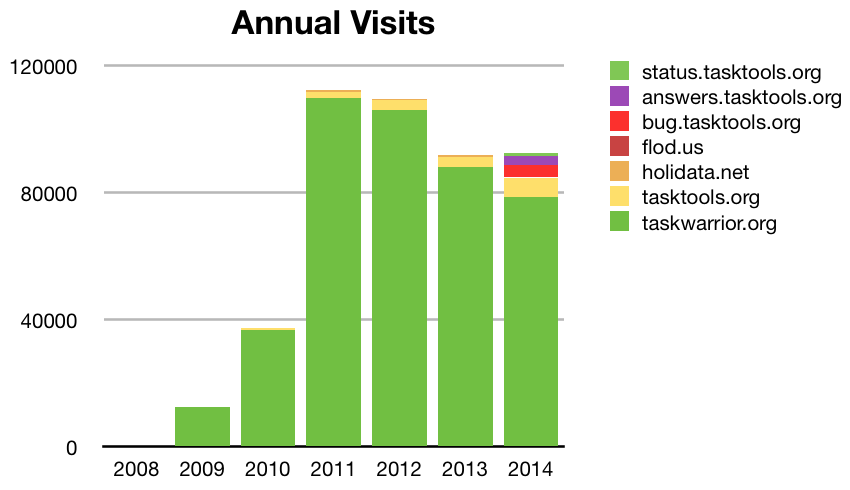 Annual Visits
120000
80000
40000
0
2008 2009 2010 2011 2012 2013 2014
status.tasktools.org
answers.tasktools.org
bug.tasktools.org
flod.us
holidata.net
tasktools.org
taskwarrior.org